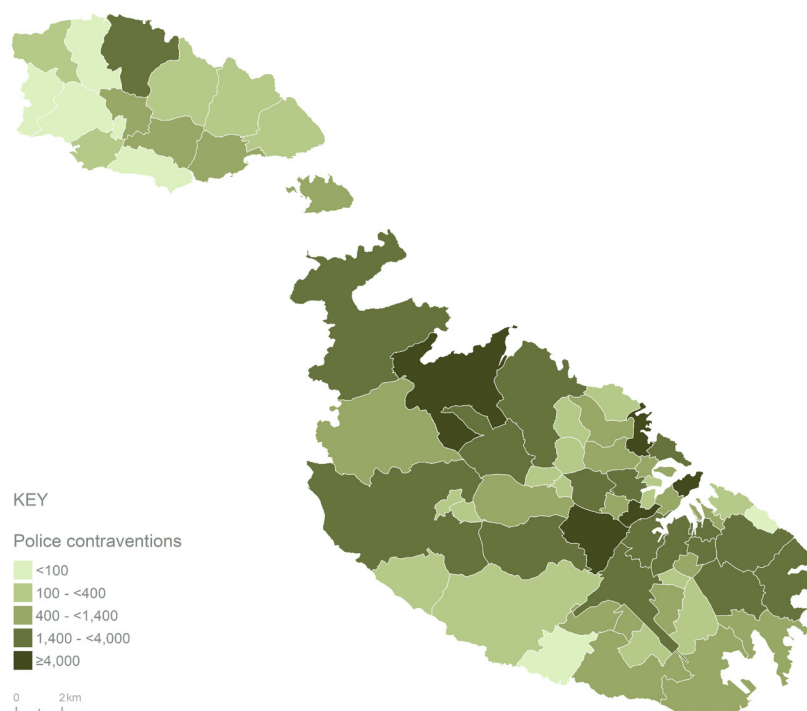 KEY
Police contraventions
<100
100 - <400
400 - <1,400
1,400 - <4,000
≥4,000
0 2km